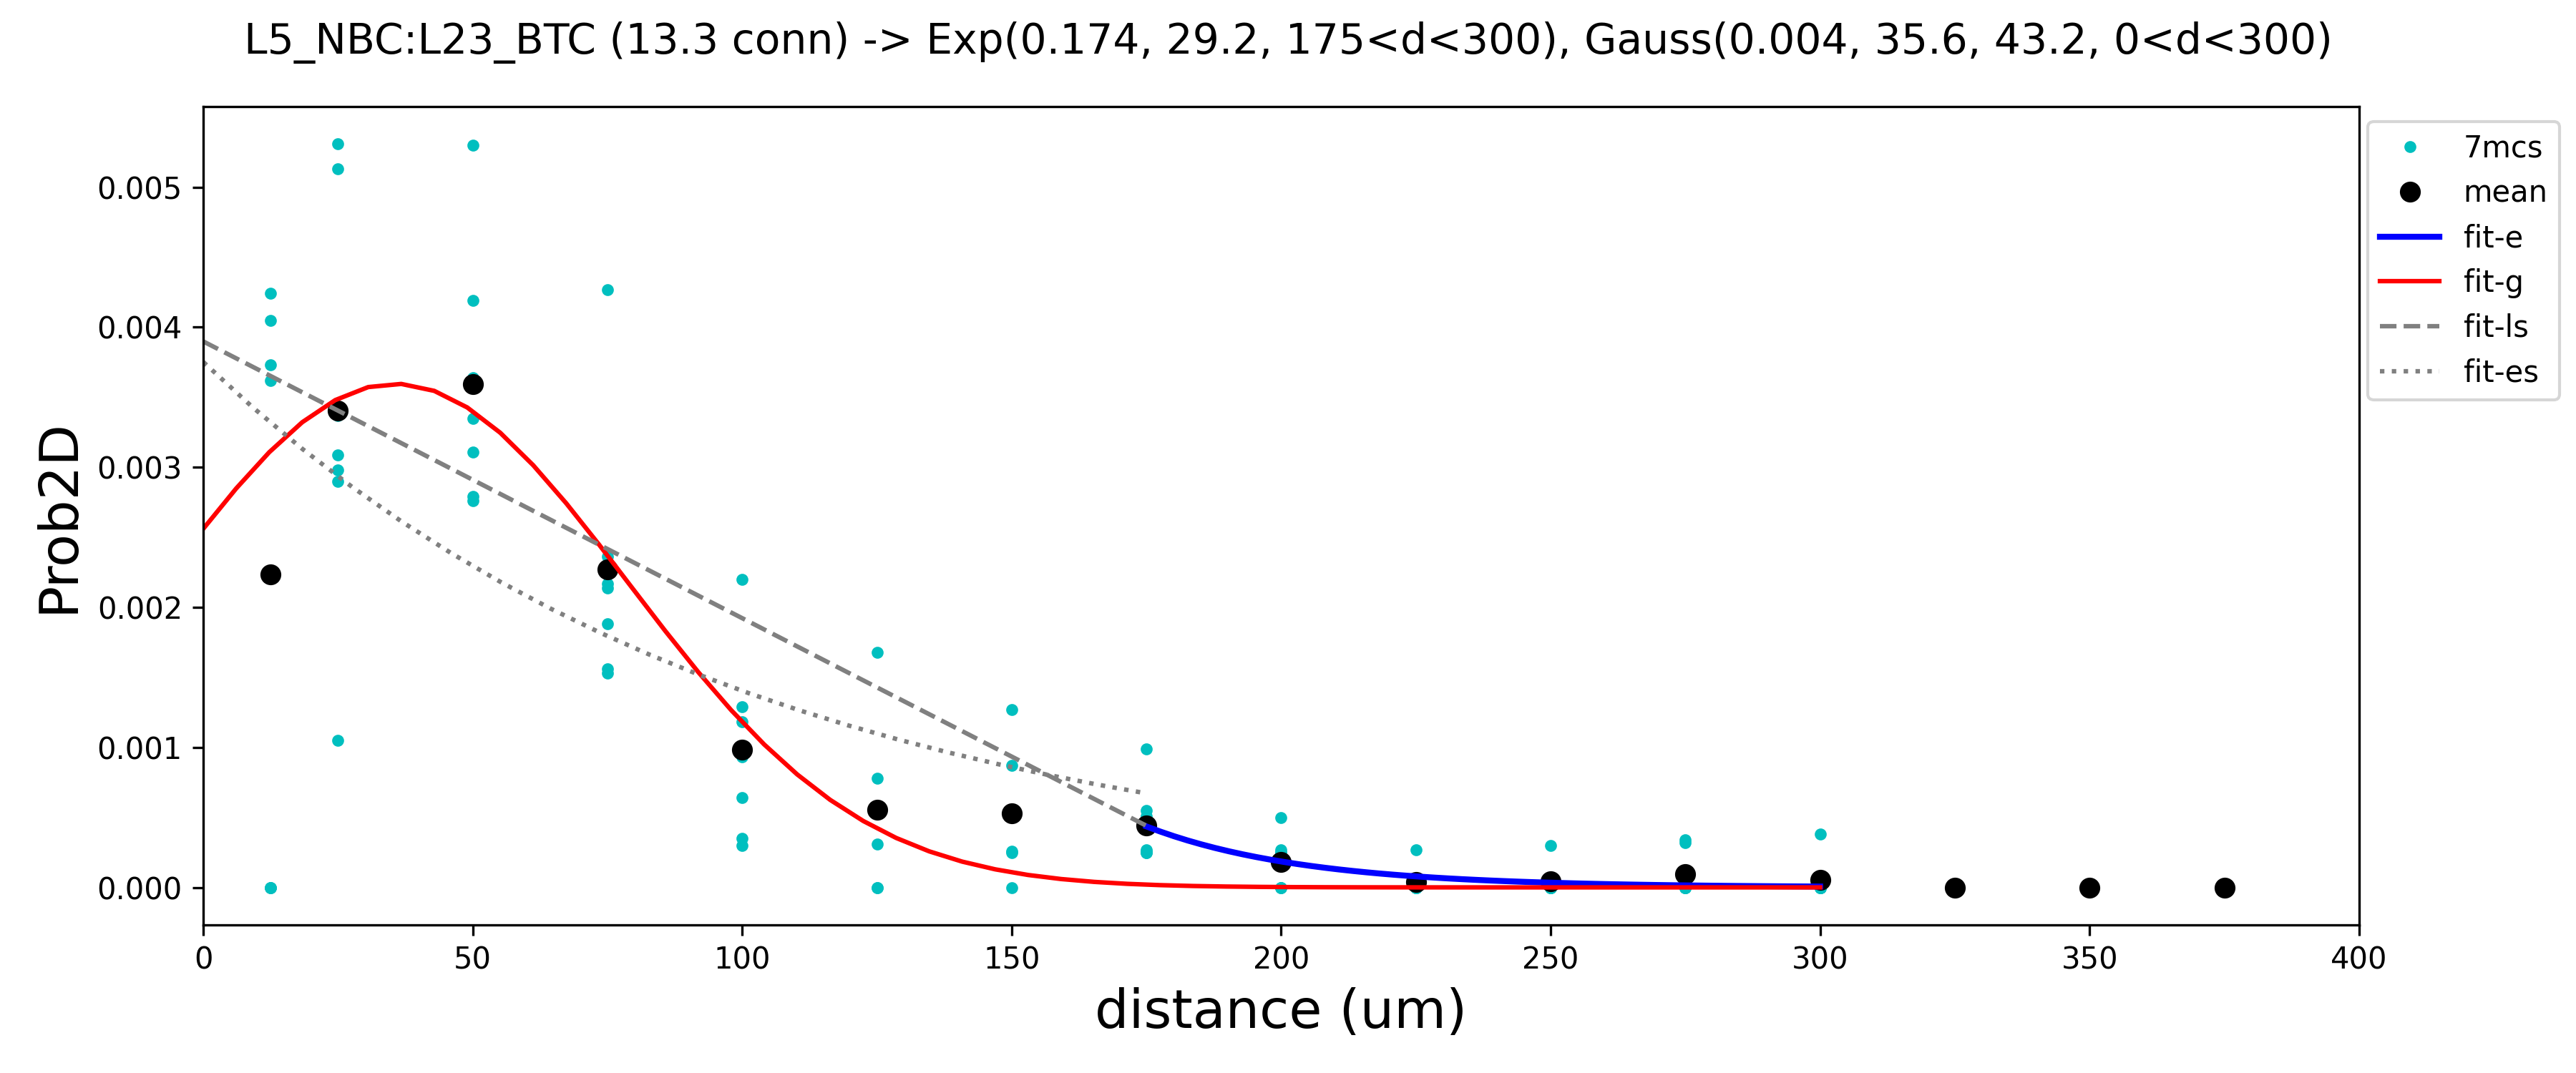 L5_NBC:L23_BTC (13.3 conn) -> Exp(0.174, 29.2, 175<d<300), Gauss(0.004, 35.6, 43.2, 0<d<300)
7mcs
mean
fit-e
fit-g
fit-ls
fit-es
Prob2D
0.005
0.004
0.003
0.002
0.001
0.000
0 50 100 150 200 250 300 350 400
distance (um)